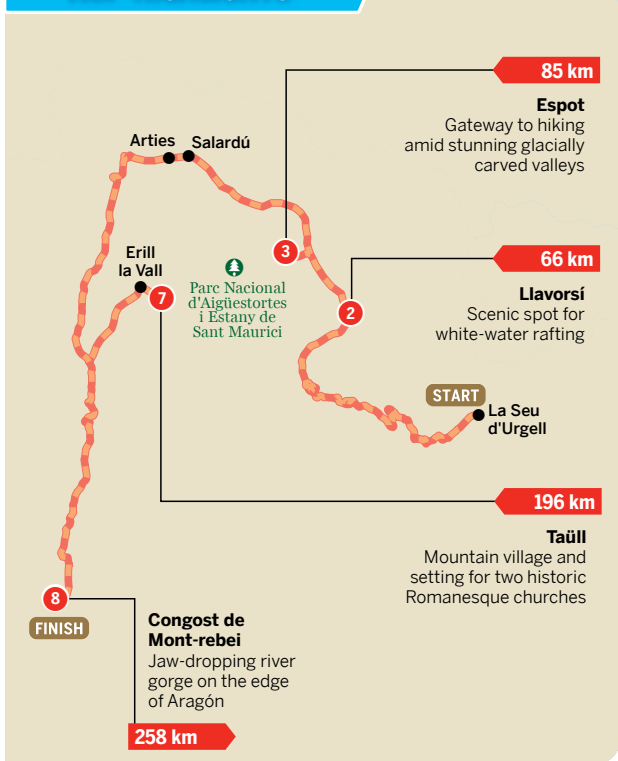 85 km
Espot
Gateway to hiking
amid stunning glacially
carved valleys
Arties
Salardú
3
Erill
la Vall
7
Parc Nacional
d'Aigüestortes
i Estany de
Sant Maurici
66 km
Llavorsí
Scenic spot for
white-water rafting
2
START
La Seu
d'Urgell
196 km
Taüll
Mountain village and
setting for two historic
Romanesque churches
8
FINISH
Congost de
Mont-rebei
Jaw-dropping river
gorge on the edge
of Aragón
258 km